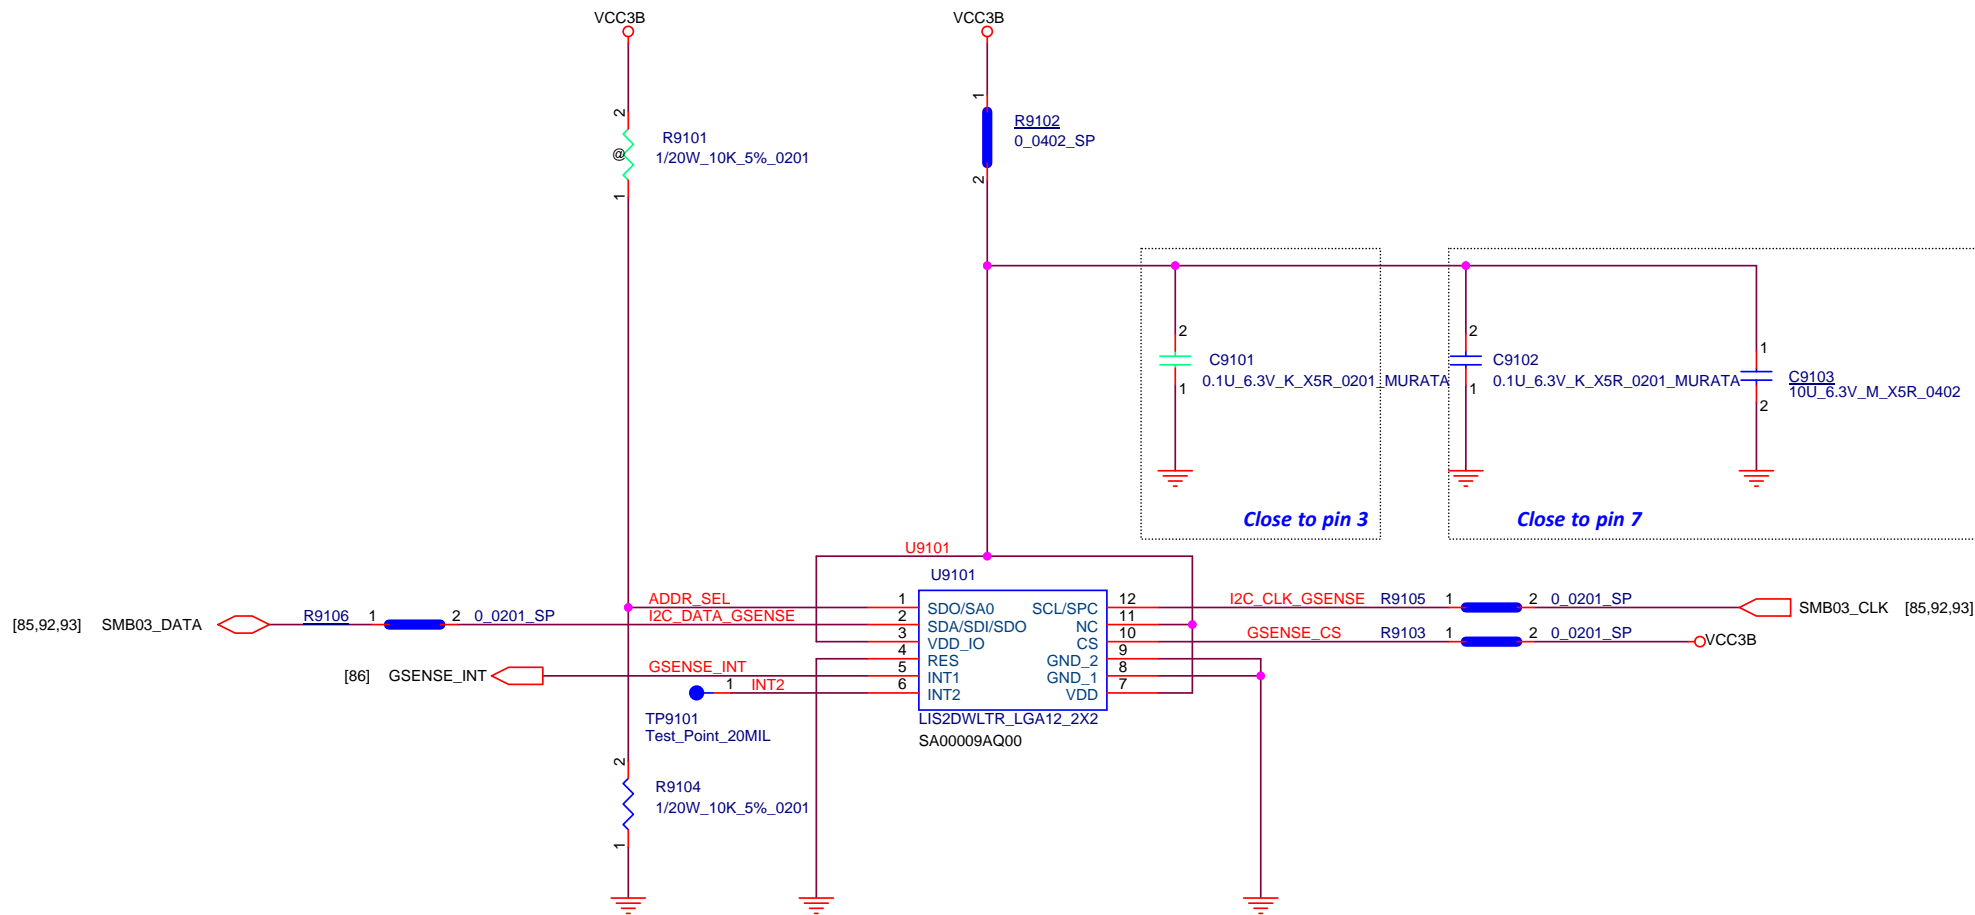 VCC3B
VCC3B
2
R9101
@
1/20W_10K_5%_0201
1
1
R9102
0_0402_SP
2
2
C9101
0.1U_6.3V_K_X5R_0201_MURATA
1
Close to pin 3
2
C9102
0.1U_6.3V_K_X5R_0201_MURATA
1
1
C9103
10U_6.3V_M_X5R_0402
2
Close to pin 7
U9101
U9101
[85,92,93] SMB03_DATA R9106 1 2 0_0201_SP
ADDR_SEL
I2C_DATA_GSENSE
[86] GSENSE_INT
GSENSE_INT
1 INT2
TP9101
Test_Point_20MIL
1 SDO/SA0
2 SDA/SDI/SDO
3 VDD_IO
4 RES
5 INT1
6 INT2
SCL/SPC 12
NC 11
CS 10
GND_2 9
GND_1 8
VDD 7
LIS2DWLTR_LGA12_2X2
SA00009AQ00
I2C_CLK_GSENSE R9105 1 2 0_0201_SP SMB03_CLK [85,92,93]
GSENSE_CS R9103 1 2 0_0201_SP VCC3B
2
R9104
1/20W_10K_5%_0201
1